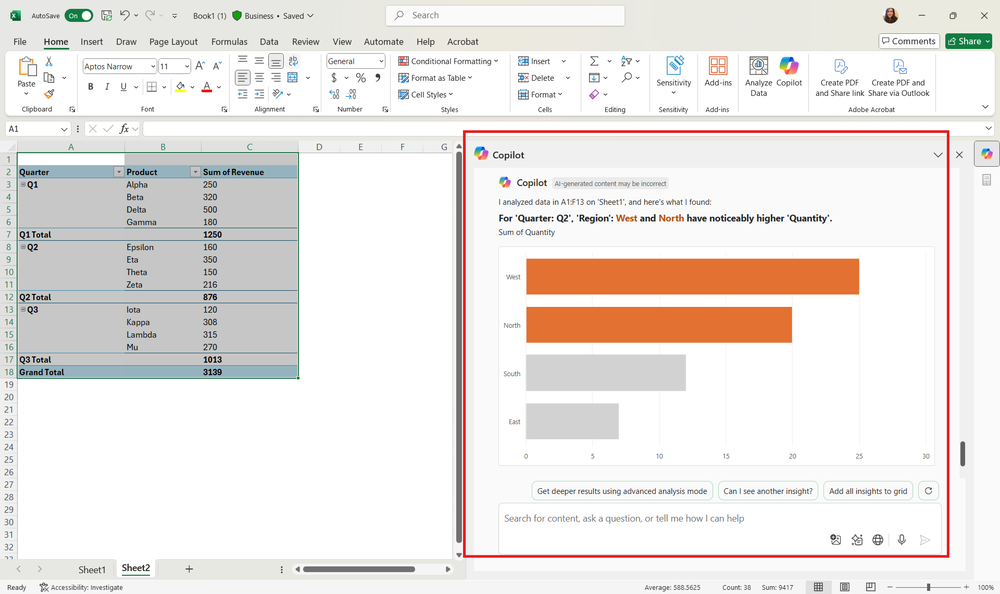 AutoSave On Book1 (1) Business • Saved Search
File Home Insert Draw Page Layout Formulas Data Review View Automate Help Acrobat Comments Share
Paste Aptos Narrow 11 General Conditional Formatting Insert Sensitivity Add-ins Analyze Data Copilot Create PDF and Share link Create PDF and Share via Outlook
B I U A $ % Format as Table Delete
Cell Styles Format
Clipboard Font Alignment Number Styles Cells Editing Sensitivity Add-ins Adobe Acrobat
A1 fx
A B C D E F G
1
2 Quarter Product Sum of Revenue
3 Q1 Alpha 250
4 Beta 320
5 Delta 500
6 Gamma 180
7 Q1 Total 1250
8 Q2 Epsilon 160
9 Eta 350
10 Theta 150
11 Zeta 216
12 Q2 Total 876
13 Q3 Iota 120
14 Kappa 308
15 Lambda 315
16 Mu 270
17 Q3 Total 1013
18 Grand Total 3139
19
20
21
22
23
24
25
26
27
28
29
30
31
32
Copilot
Copilot AI-generated content may be incorrect
I analyzed data in A1:F13 on 'Sheet1', and here's what I found:
For 'Quarter: Q2', 'Region': West and North have noticeably higher 'Quantity'.
Sum of Quantity
West
North
South
East
0 5 10 15 20 25 30
Get deeper results using advanced analysis mode Can I see another insight? Add all insights to grid
Search for content, ask a question, or tell me how I can help
Sheet1 Sheet2
Ready Accessibility: Investigate Average: 588.5625 Count: 38 Sum: 9417 100%